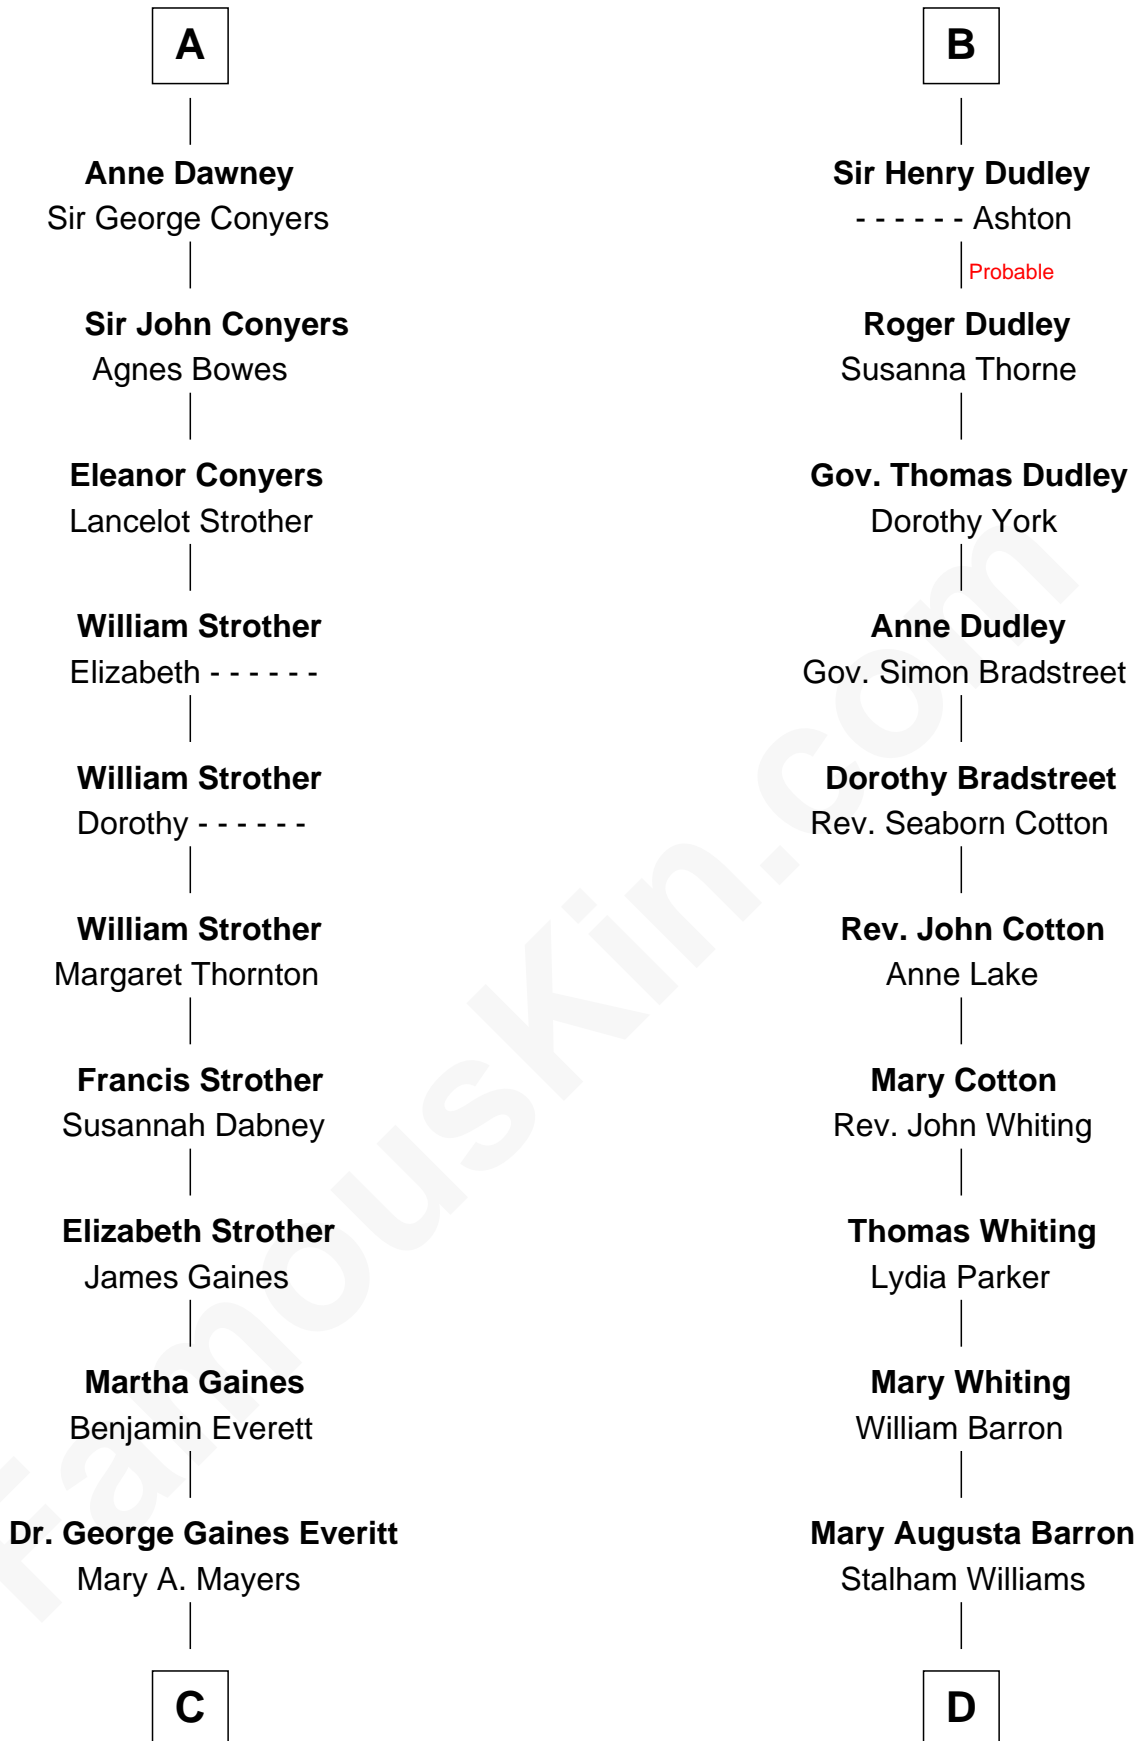 A
B
Anne Dawney
Sir George Conyers
Sir Henry Dudley
- - - - - - Ashton
Probable
Sir John Conyers
Agnes Bowes
Roger Dudley
Susanna Thorne
Eleanor Conyers
Lancelot Strother
Gov. Thomas Dudley
Dorothy York
William Strother
Elizabeth - - - - - -
Anne Dudley
Gov. Simon Bradstreet
William Strother
Dorothy - - - - - -
Dorothy Bradstreet
Rev. Seaborn Cotton
William Strother
Margaret Thornton
Rev. John Cotton
Anne Lake
Francis Strother
Susannah Dabney
Mary Cotton
Rev. John Whiting
Elizabeth Strother
James Gaines
Thomas Whiting
Lydia Parker
Martha Gaines
Benjamin Everett
Mary Whiting
William Barron
Dr. George Gaines Everitt
Mary A. Mayers
Mary Augusta Barron
Stalham Williams
C
D
FamousKin.com